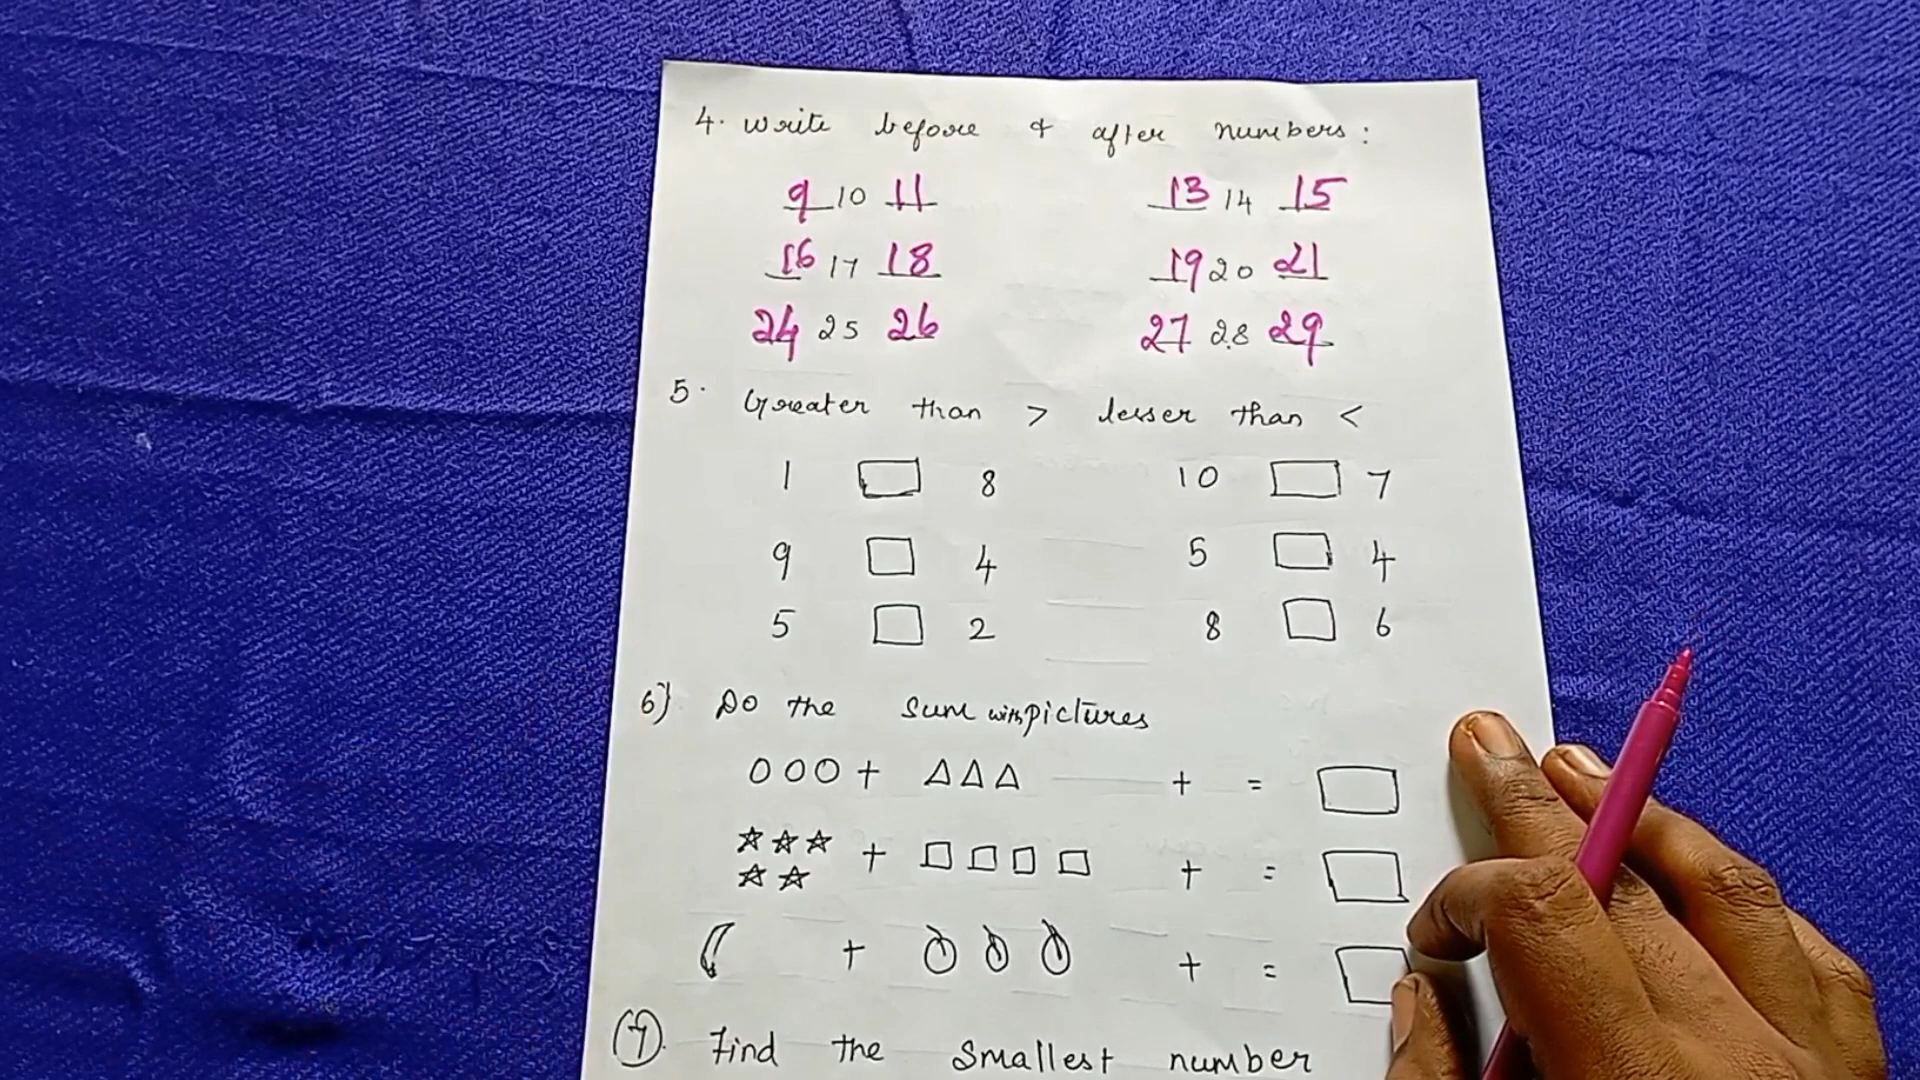 4. Write before & after numbers:
9 10 11 13 14 15
16 17 18 19 20 21
24 25 26 27 28 29
5. Greater than > lesser than <
1 8 10 7
9 4 5 4
5 2 8 6
6} Do the sum with pictures
+ + =
+ + =
+ + =
7. Find the smallest number